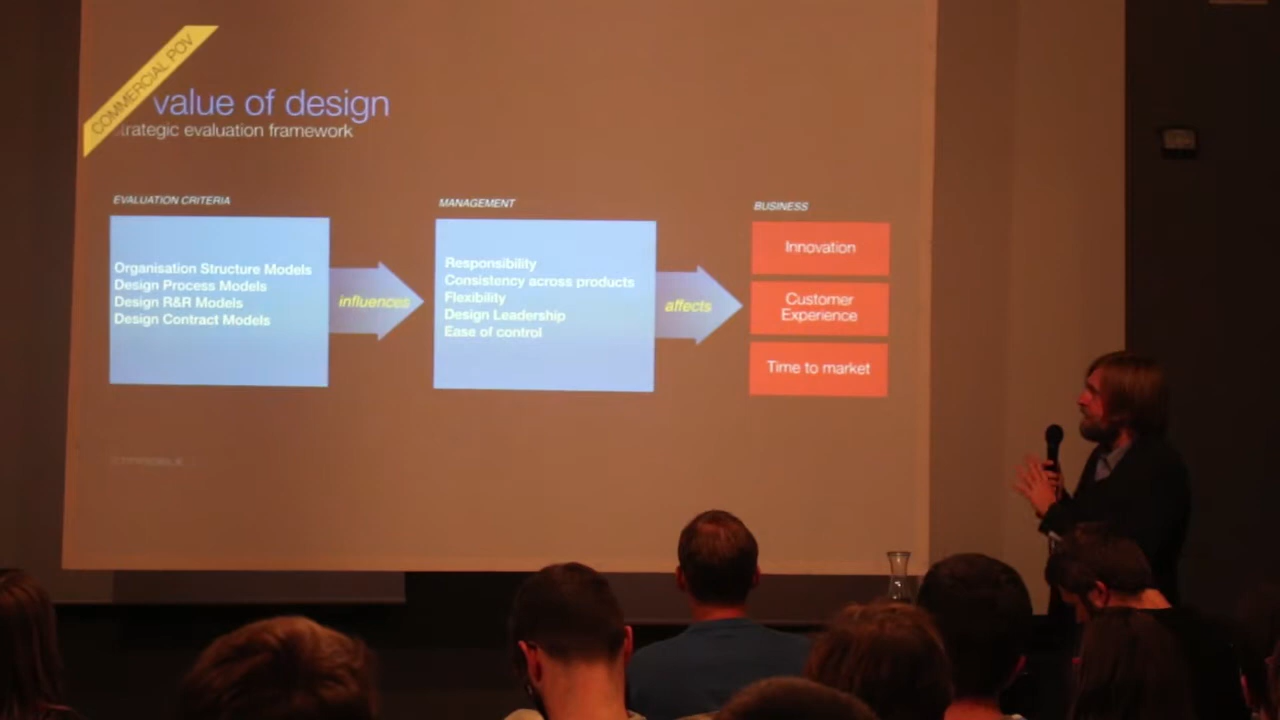 COMMERCIAL POV
value of design
strategic evaluation framework
EVALUATION CRITERIA
Organisation Structure Models
Design Process Models
Design R&R Models
Design Contract Models
influences
MANAGEMENT
Responsibility
Consistency across products
Flexibility
Design Leadership
Ease of control
affects
BUSINESS
Innovation
Customer
Experience
Time to market